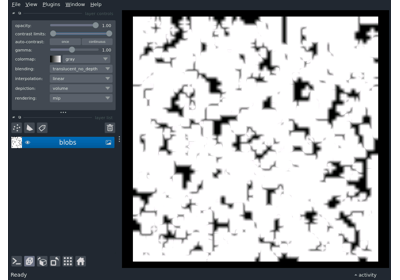 File View Plugins Window Help
opacity: 1.00
contrast limits:
auto-contrast: once continuous
gamma: 1.00
colormap: gray
blending: translucent_no_depth
interpolation: linear
depiction: volume
rendering: mip
blobs
Ready
activity